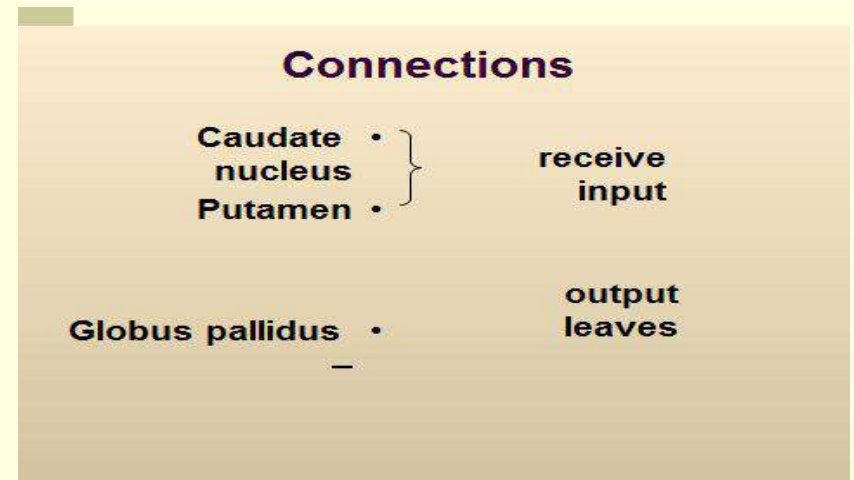 Connections
Caudate •
nucleus
Putamen •
receive
input
Globus pallidus •
–
output
leaves